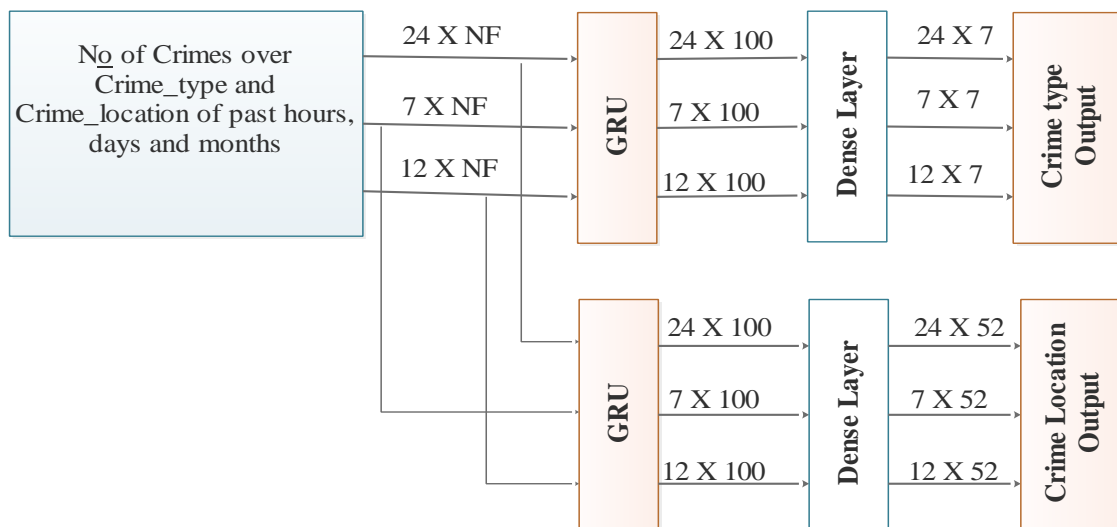 No of Crimes over
Crime_type and
Crime_location of past hours,
days and months
24 X NF
7 X NF
12 X NF
GRU
24 X 100
7 X 100
12 X 100
Dense Layer
24 X 7
7 X 7
12 X 7
Crime type
Output
GRU
24 X 100
7 X 100
12 X 100
Dense Layer
24 X 52
7 X 52
12 X 52
Crime Location
Output